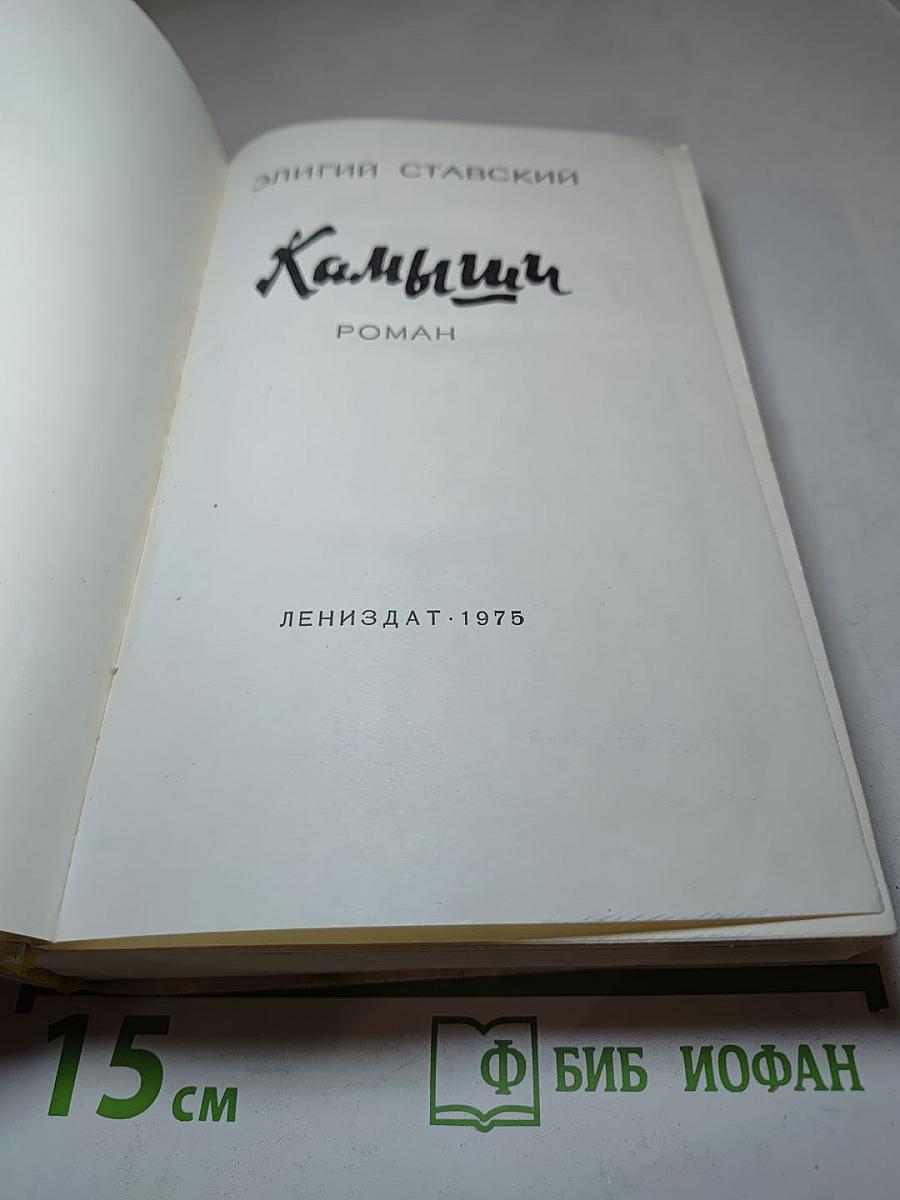 ЭЛИГИЙ СТАВСКИЙ
Камыши
РОМАН
ЛЕНИЗДАТ · 1975
15 см
Ф БИБ ИОФАН